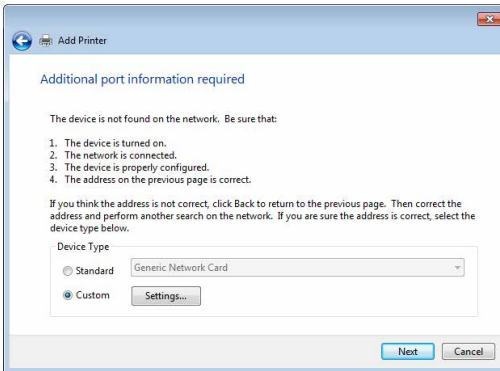 Add Printer
Additional port information required
The device is not found on the network. Be sure that:
1. The device is turned on.
2. The network is connected.
3. The device is properly configured.
4. The address on the previous page is correct.
If you think the address is not correct, click Back to return to the previous page. Then correct the
address and perform another search on the network. If you are sure the address is correct, select the
device type below.
Device Type
Standard Generic Network Card
Custom Settings...
Next Cancel